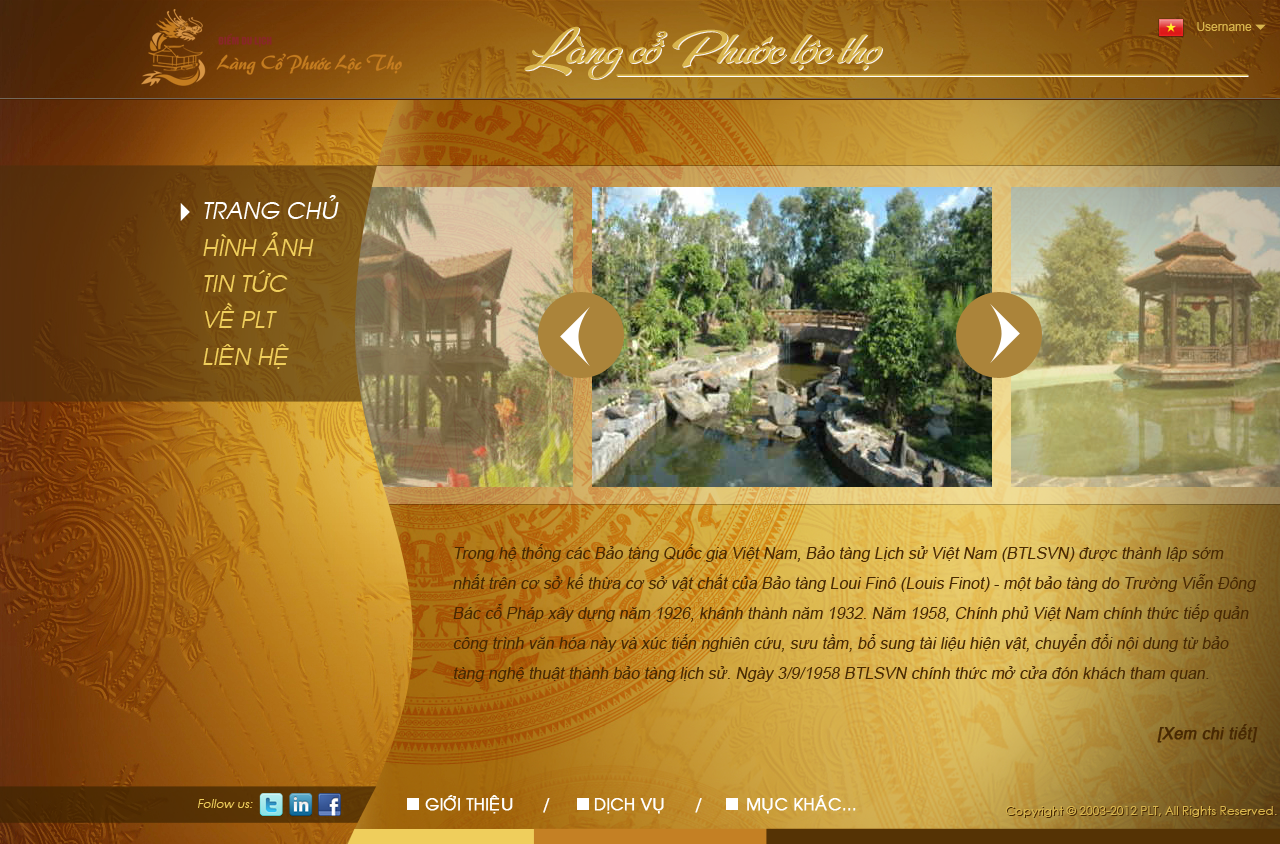 Làng Cổ Phước Lộc Thọ
Làng cổ Phước lộc thọ
Username
TRANG CHỦ
HÌNH ẢNH
TIN TỨC
VỀ PLT
LIÊN HỆ
Trong hệ thống các Bảo tàng Quốc gia Việt Nam, Bảo tàng Lịch sử Việt Nam (BTLSVN) được thành lập sớm
nhất trên cơ sở kế thừa cơ sở vật chất của Bảo tàng Loui Finô (Louis Finot) - một bảo tàng do Trường Viễn Đông
Bác cổ Pháp xây dựng năm 1926, khánh thành năm 1932. Năm 1958, Chính phủ Việt Nam chính thức tiếp quản
công trình văn hóa này và xúc tiến nghiên cứu, sưu tầm, bổ sung tài liệu hiện vật, chuyển đổi nội dung từ bảo
tàng nghệ thuật thành bảo tàng lịch sử. Ngày 3/9/1958 BTLSVN chính thức mở cửa đón khách tham quan.
[Xem chi tiết]
Follow us:
GIỚI THIỆU / DỊCH VỤ / MỤC KHÁC...
Copyright © 2003-2012 PLT, All Rights Reserved.